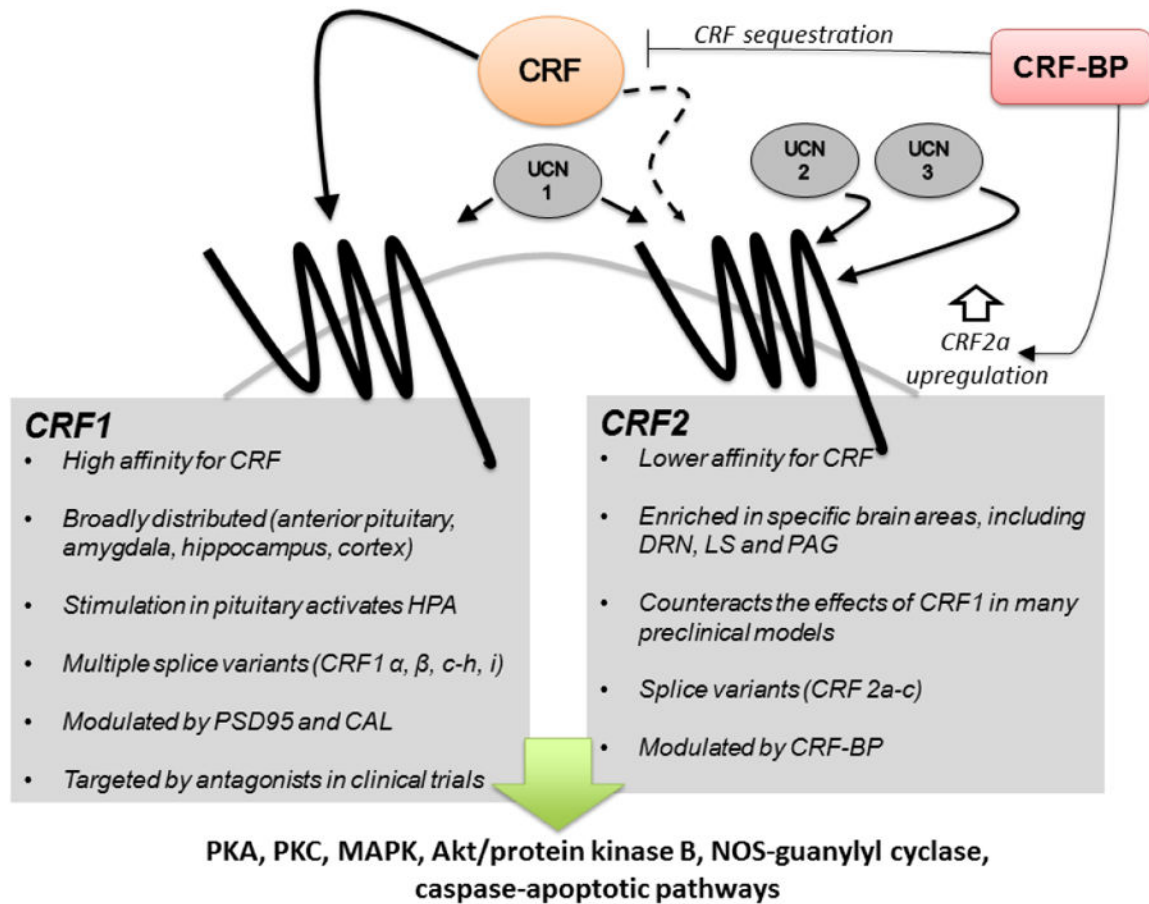 CRF sequestration
CRF
CRF-BP
UCN
1
UCN
2
UCN
3
CRF2a
upregulation
CRF1
• High affinity for CRF
• Broadly distributed (anterior pituitary,
amygdala, hippocampus, cortex)
• Stimulation in pituitary activates HPA
• Multiple splice variants (CRF1 α, β, c-h, i)
• Modulated by PSD95 and CAL
• Targeted by antagonists in clinical trials
CRF2
• Lower affinity for CRF
• Enriched in specific brain areas, including
DRN, LS and PAG
• Counteracts the effects of CRF1 in many
preclinical models
• Splice variants (CRF 2a-c)
• Modulated by CRF-BP
PKA, PKC, MAPK, Akt/protein kinase B, NOS-guanylyl cyclase,
caspase-apoptotic pathways